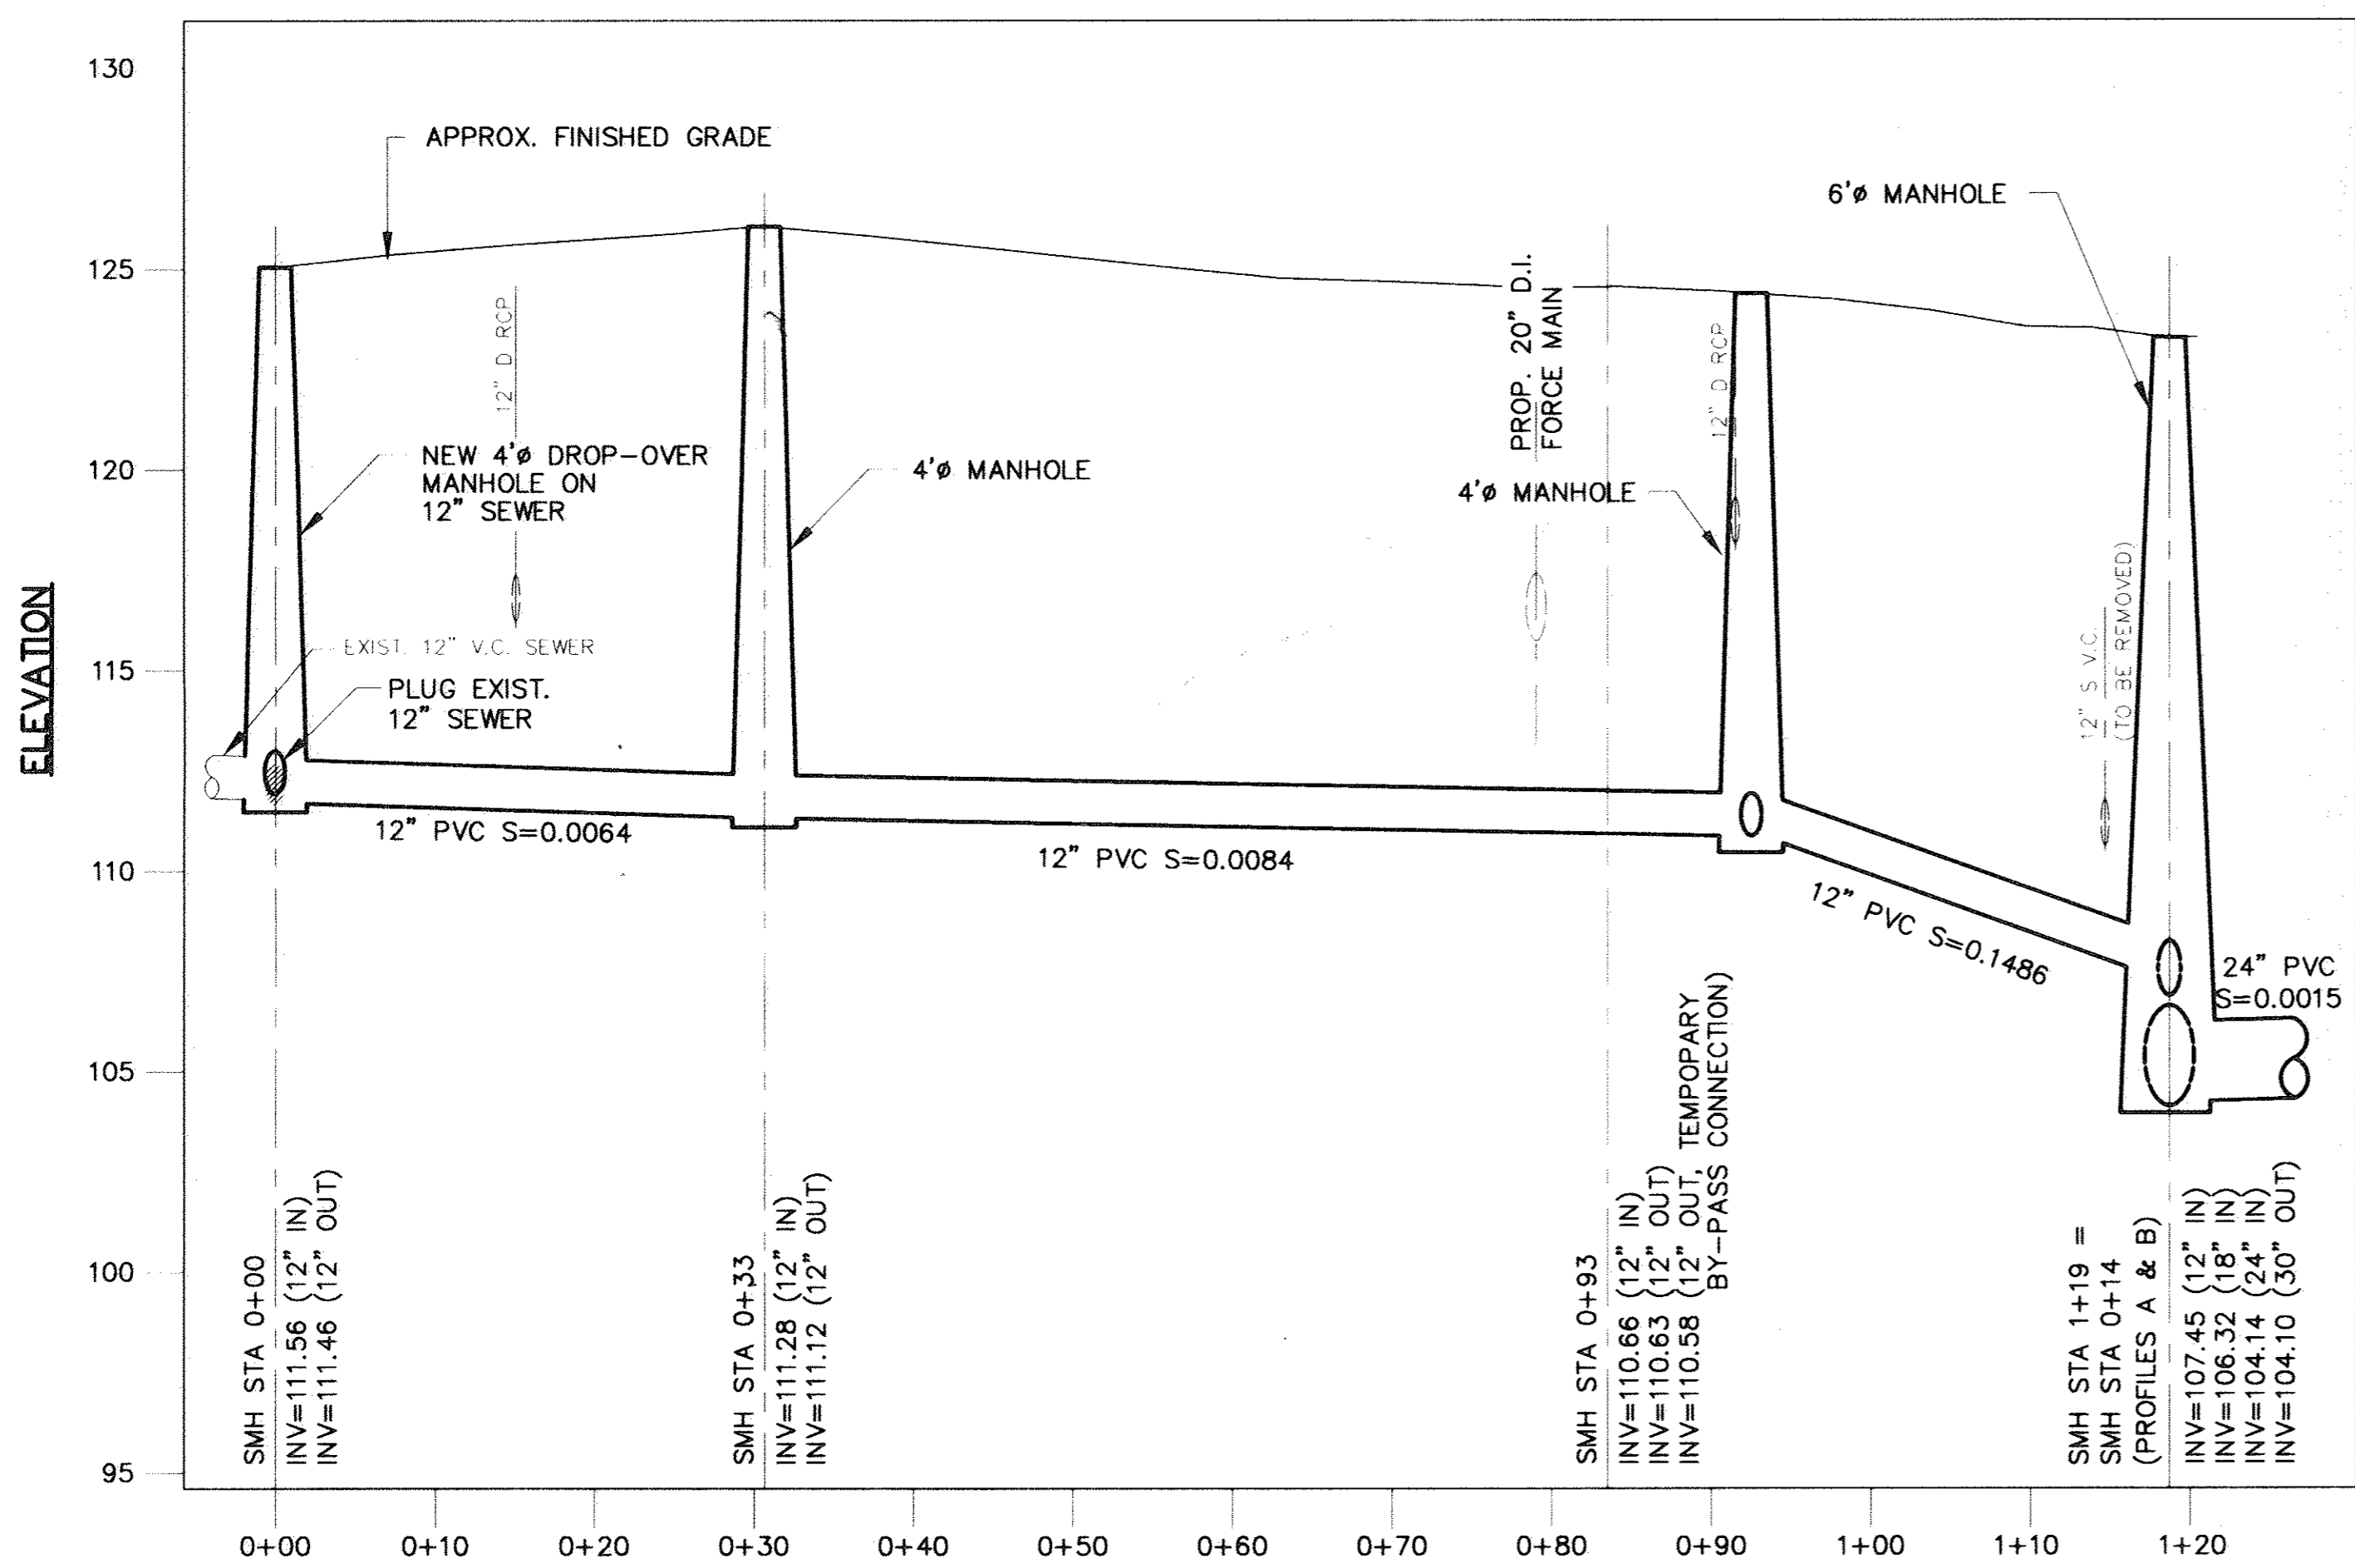 130
APPROX. FINISHED GRADE
6'ø MANHOLE
125
12" D RCP
PROP. 20" D.I.
FORCE MAIN
12" D RCP
NEW 4'ø DROP-OVER
MANHOLE ON
12" SEWER
120
4'ø MANHOLE
4'ø MANHOLE
ELEVATION
115
EXIST. 12" V.C. SEWER
PLUG EXIST.
12" SEWER
12" S V.C.
(TO BE REMOVED)
12" PVC S=0.0064
12" PVC S=0.0084
110
12" PVC S=0.1486
24" PVC
S=0.0015
105
SMH STA 0+00
INV=111.56 (12" IN)
INV=111.46 (12" OUT)
SMH STA 0+33
INV=111.28 (12" IN)
INV=111.12 (12" OUT)
SMH STA 0+93
INV=110.66 (12" IN)
INV=110.63 (12" OUT)
INV=110.58 (12" OUT, TEMPOPARY
BY-PASS CONNECTION)
SMH STA 1+19 =
SMH STA 0+14
(PROFILES A & B)
INV=107.45 (12" IN)
INV=106.32 (18" IN)
INV=104.14 (24" IN)
INV=104.10 (30" OUT)
100
95
0+00 0+10 0+20 0+30 0+40 0+50 0+60 0+70 0+80 0+90 1+00 1+10 1+20